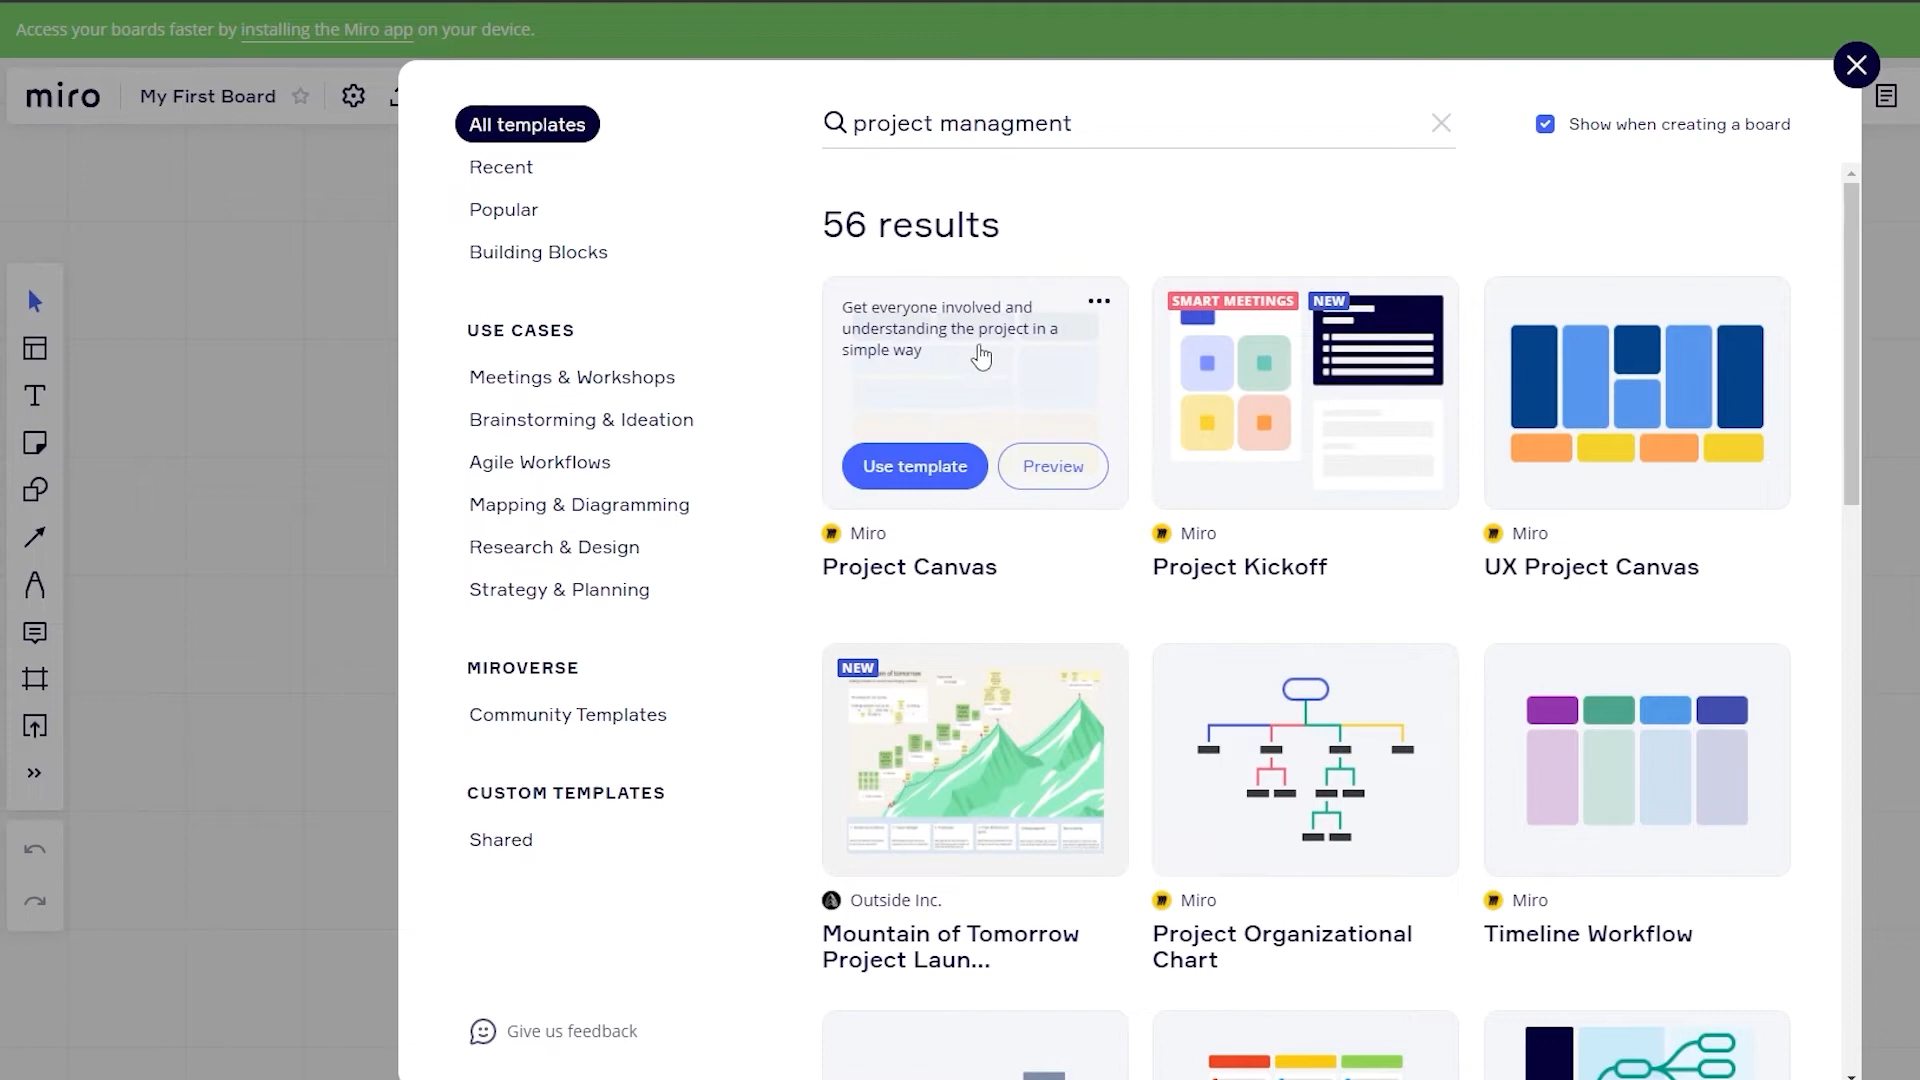 Access your boards faster by installing the Miro app on your device.
miro
My First Board
All templates
Recent
Popular
Building Blocks
USE CASES
Meetings & Workshops
Brainstorming & Ideation
Agile Workflows
Mapping & Diagramming
Research & Design
Strategy & Planning
MIROVERSE
Community Templates
CUSTOM TEMPLATES
Shared
Give us feedback
project managment
Show when creating a board
56 results
Get everyone involved and
understanding the project in a
simple way
Use template
Preview
SMART MEETINGS
NEW
Miro
Project Canvas
Miro
Project Kickoff
Miro
UX Project Canvas
NEW
of tomorrow
Outside Inc.
Mountain of Tomorrow
Project Laun...
Miro
Project Organizational
Chart
Miro
Timeline Workflow